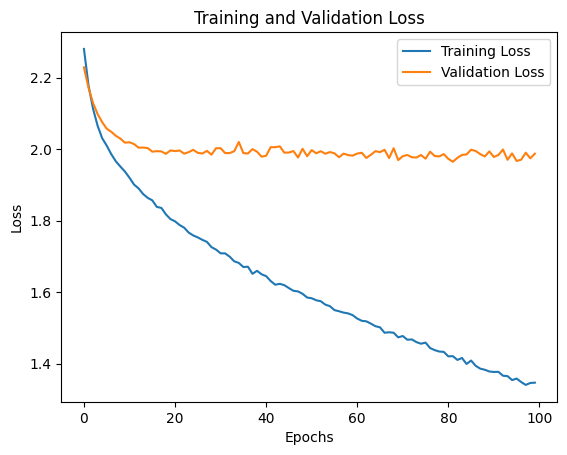 Training and Validation Loss
Training Loss
Validation Loss
2.2
2.0
1.8
1.6
1.4
Loss
0
20
40
60
80
100
Epochs